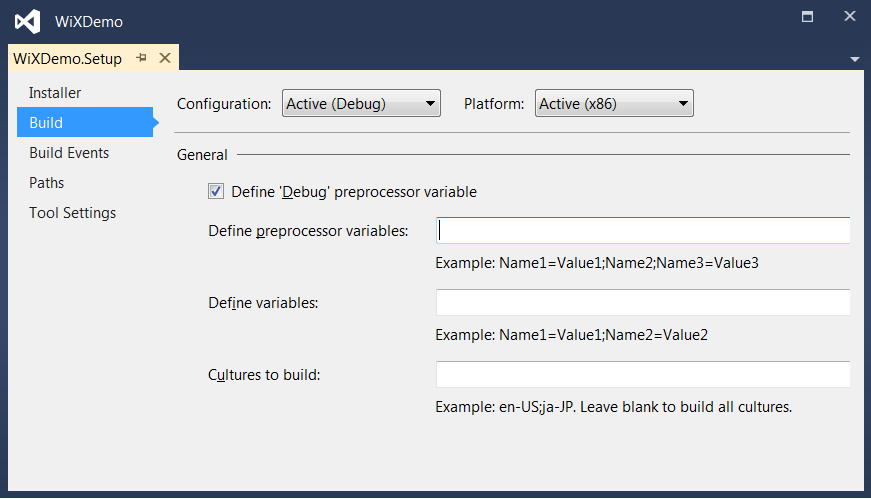 WiXDemo
WiXDemo.Setup
Installer
Build
Build Events
Paths
Tool Settings
Configuration: Active (Debug) Platform: Active (x86)
General
Define 'Debug' preprocessor variable
Define preprocessor variables:
Example: Name1=Value1;Name2;Name3=Value3
Define variables:
Example: Name1=Value1;Name2=Value2
Cultures to build:
Example: en-US;ja-JP. Leave blank to build all cultures.